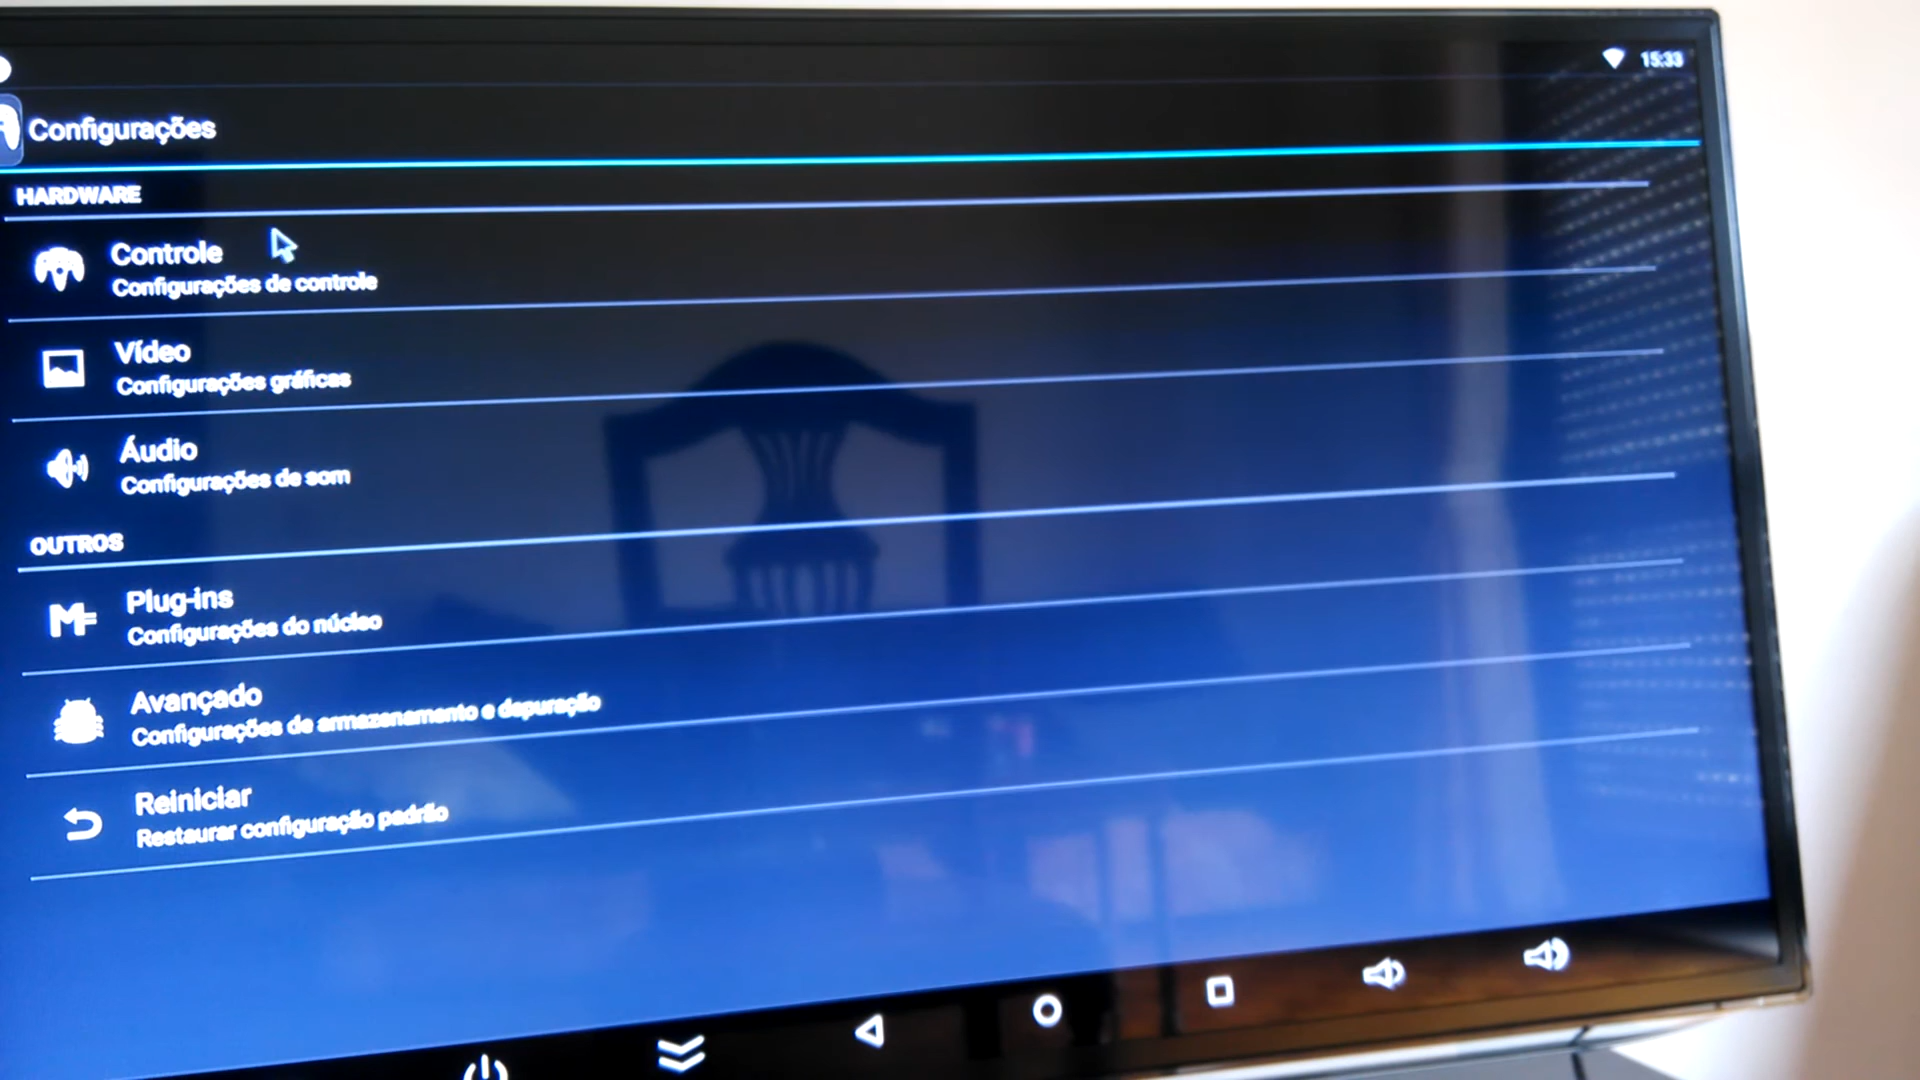 15:33
Configurações
HARDWARE
Controle
Configurações de controle
Vídeo
Configurações gráficas
Áudio
Configurações de som
OUTROS
Plug-ins
Configurações do núcleo
Avançado
Configurações de armazenamento e depuração
Reiniciar
Restaurar configuração padrão